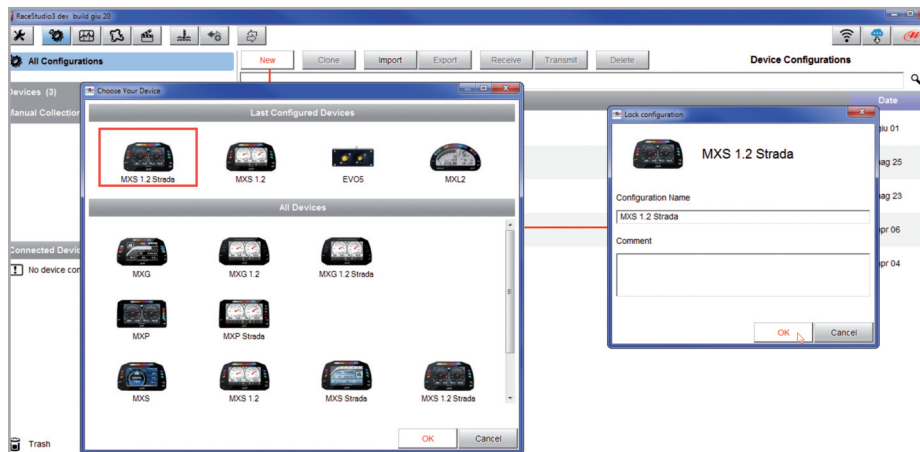 RaceStudio3 dev build giu 20
All Configurations
New Clone Import Export Receive Transmit Delete
Device Configurations
Devices (3)
Manual Collection
Date
giu 01
mag 25
mag 23
apr 06
apr 04
Choose Your Device
Last Configured Devices
MXS 1.2 Strada MXS 1.2 EVO5 MXL2
All Devices
MXG MXG 1.2 MXG 1.2 Strada
MXP MXP Strada
MXS MXS 1.2 MXS Strada MXS 1.2 Strada
OK Cancel
Lock configuration
MXS 1.2 Strada
Configuration Name
MXS 1.2 Strada
Comment
OK Cancel
Connected Devic
No device con
Trash